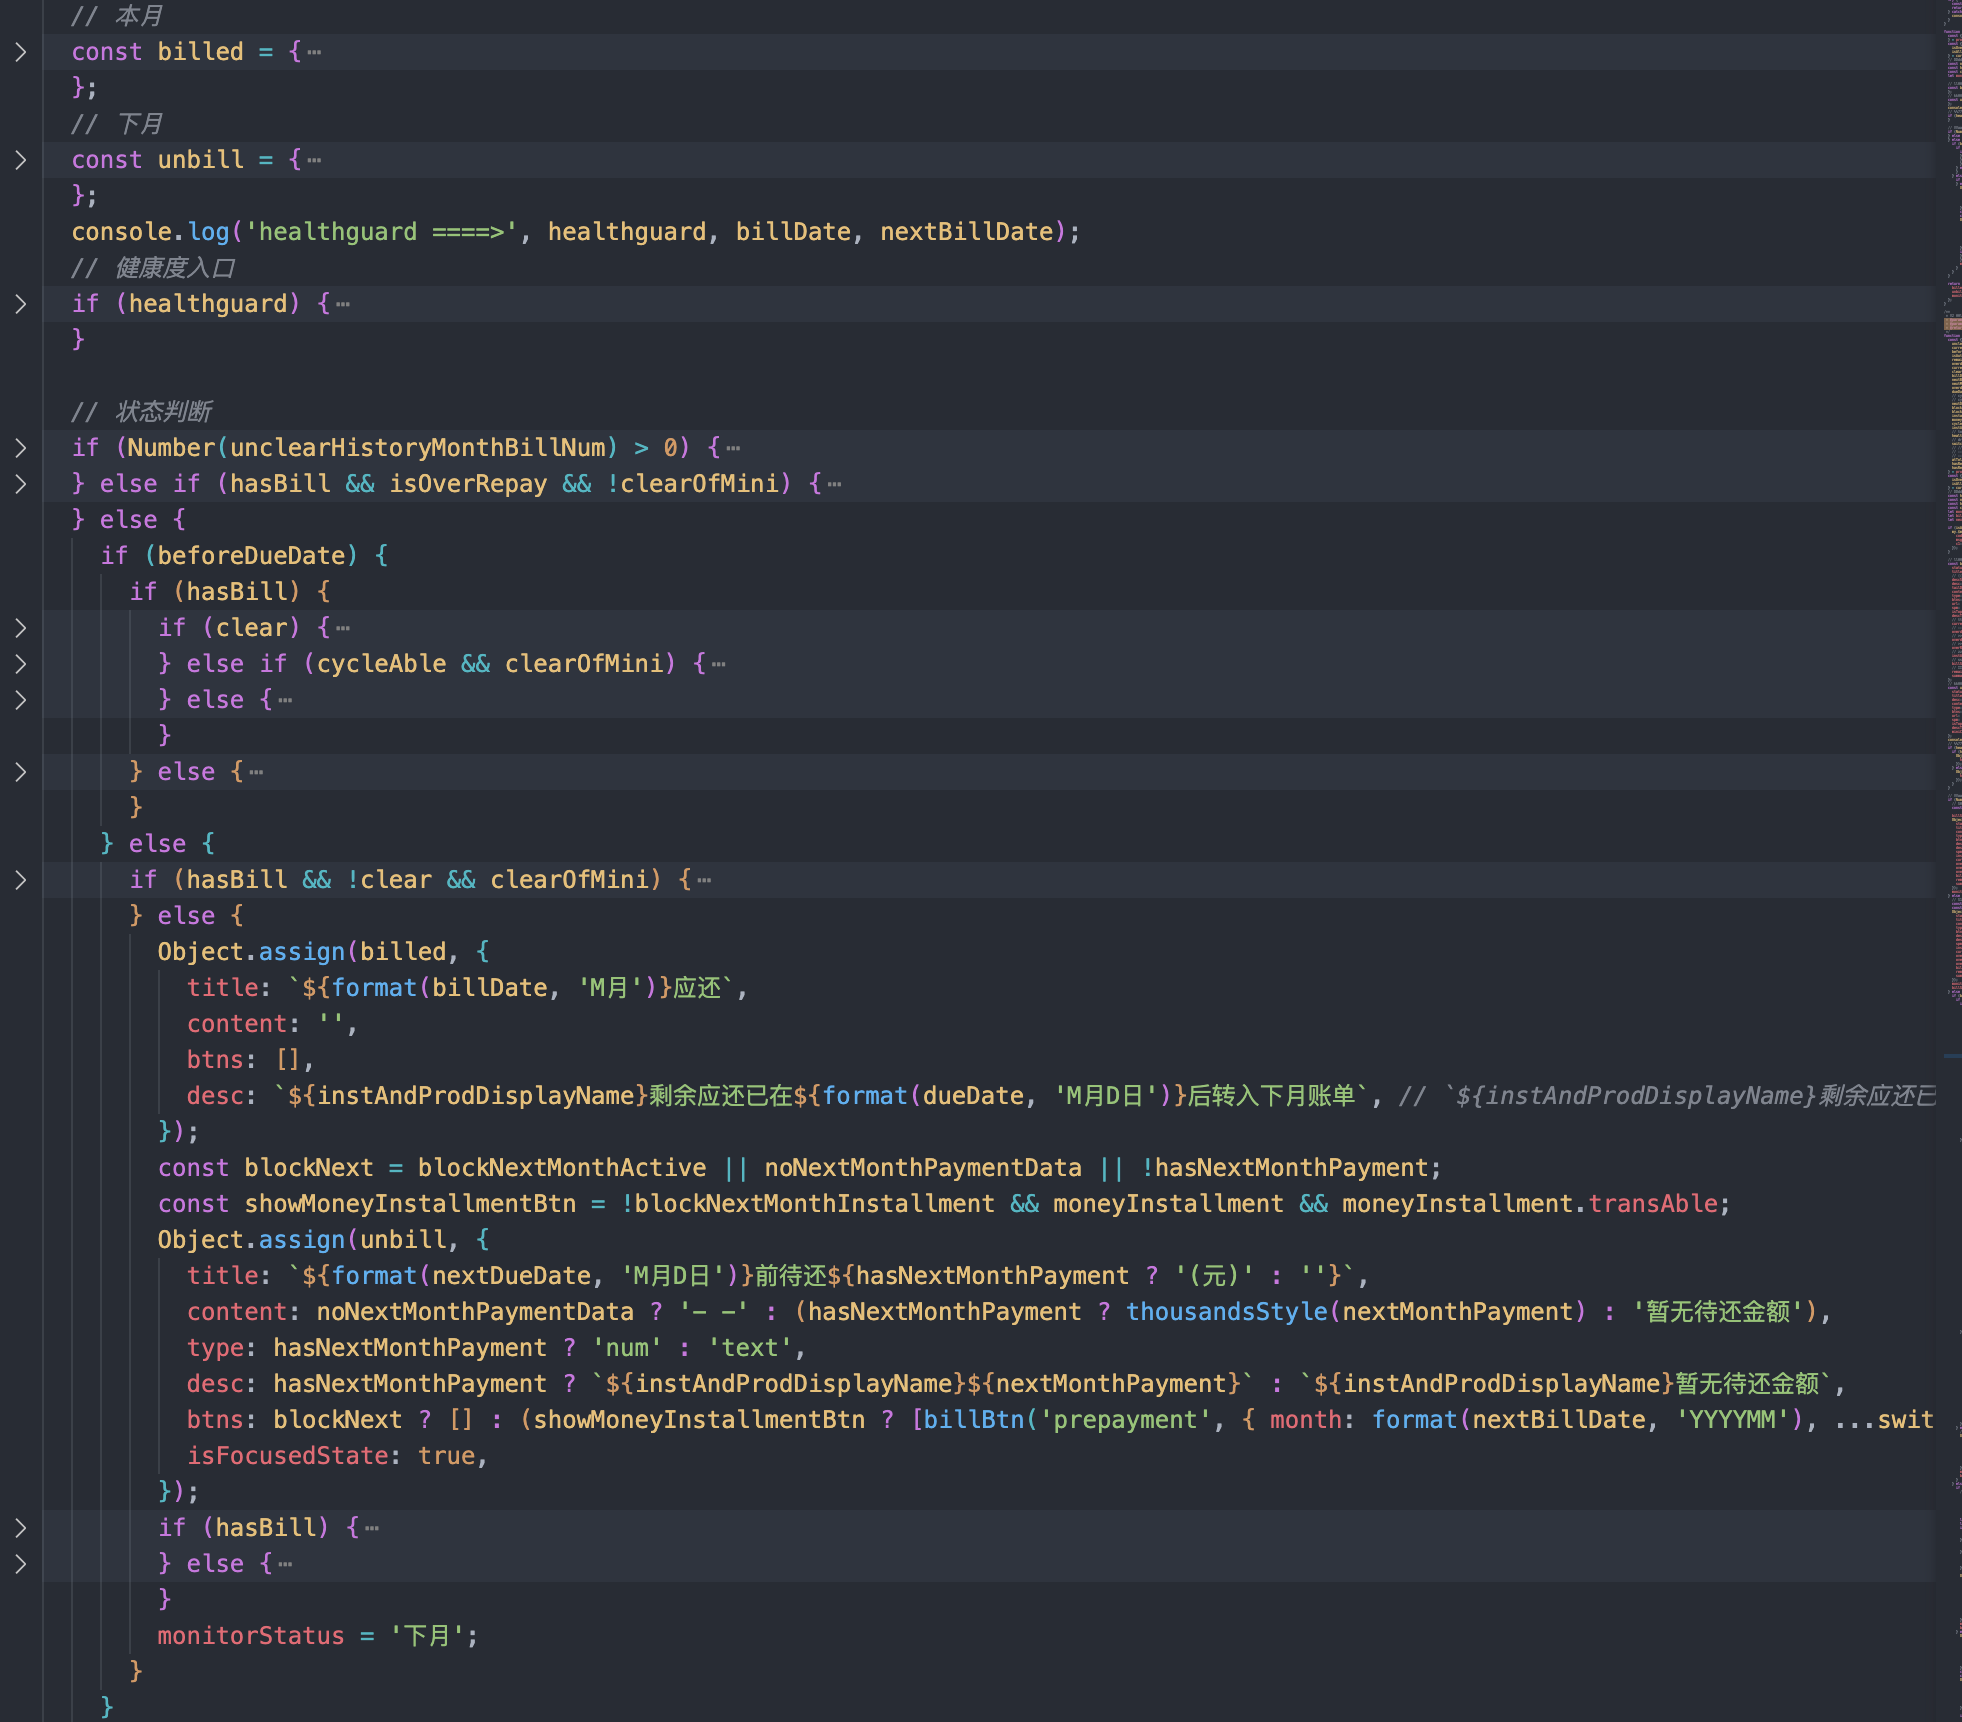 // 本月
const billed = {…
};
// 下月
const unbill = {…
};
console.log('healthguard ====>', healthguard, billDate, nextBillDate);
// 健康度入口
if (healthguard) {…
}
// 状态判断
if (Number(unclearHistoryMonthBillNum) > 0) {…
} else if (hasBill && isOverRepay && !clearOfMini) {…
} else {
if (beforeDueDate) {
if (hasBill) {
if (clear) {…
} else if (cycleAble && clearOfMini) {…
} else {…
}
} else {…
}
} else {
if (hasBill && !clear && clearOfMini) {…
} else {
Object.assign(billed, {
title: `${format(billDate, 'M月')}应还`,
content: '',
btns: [],
desc: `${instAndProdDisplayName}剩余应还已在${format(dueDate, 'M月D日')}后转入下月账单`, // `${instAndProdDisplayName}剩余应还已
});
const blockNext = blockNextMonthActive || noNextMonthPaymentData || !hasNextMonthPayment;
const showMoneyInstallmentBtn = !blockNextMonthInstallment && moneyInstallment && moneyInstallment.transAble;
Object.assign(unbill, {
title: `${format(nextDueDate, 'M月D日')}前待还${hasNextMonthPayment ? '(元)' : ''}`,
content: noNextMonthPaymentData ? '- -' : (hasNextMonthPayment ? thousandsStyle(nextMonthPayment) : '暂无待还金额'),
type: hasNextMonthPayment ? 'num' : 'text',
desc: hasNextMonthPayment ? `${instAndProdDisplayName}${nextMonthPayment}` : `${instAndProdDisplayName}暂无待还金额`,
btns: blockNext ? [] : (showMoneyInstallmentBtn ? [billBtn('prepayment', { month: format(nextBillDate, 'YYYYMM'), ...swit
isFocusedState: true,
});
if (hasBill) {…
} else {…
}
monitorStatus = '下月';
}
}